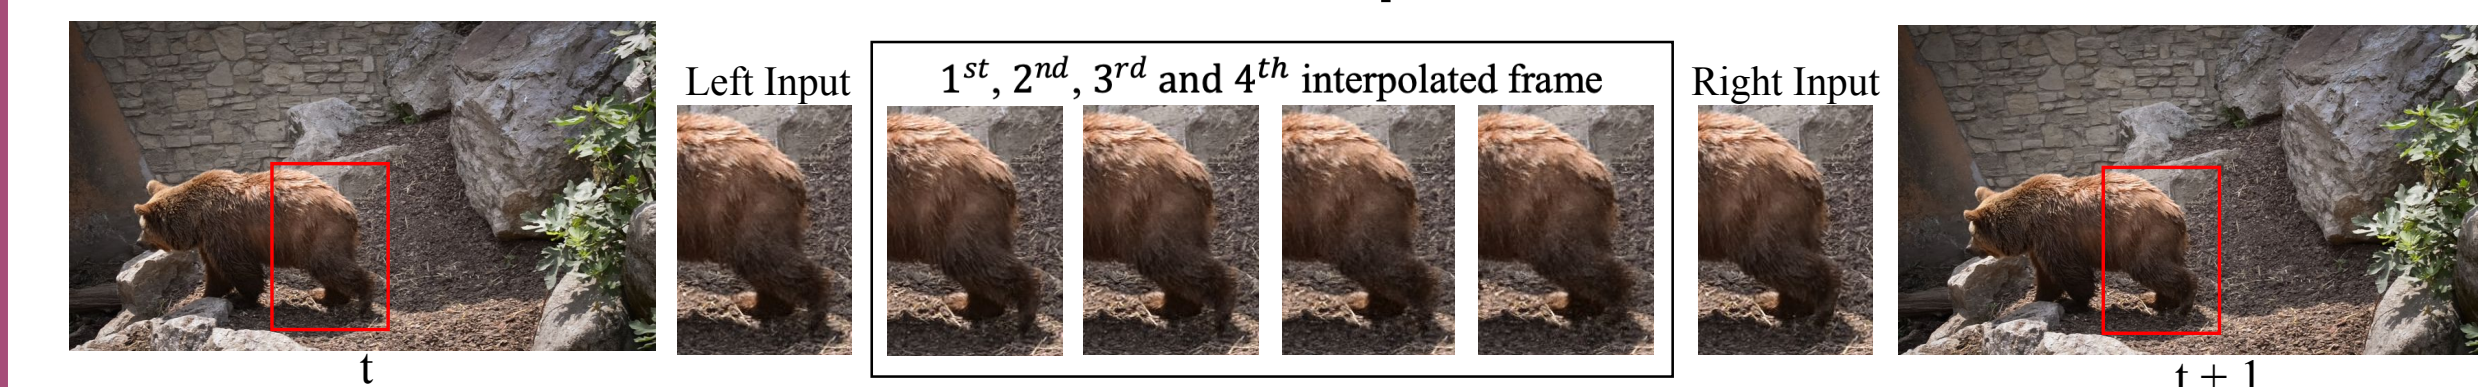 Left Input
1st, 2nd, 3rd and 4th interpolated frame
Right Input
t
t + 1